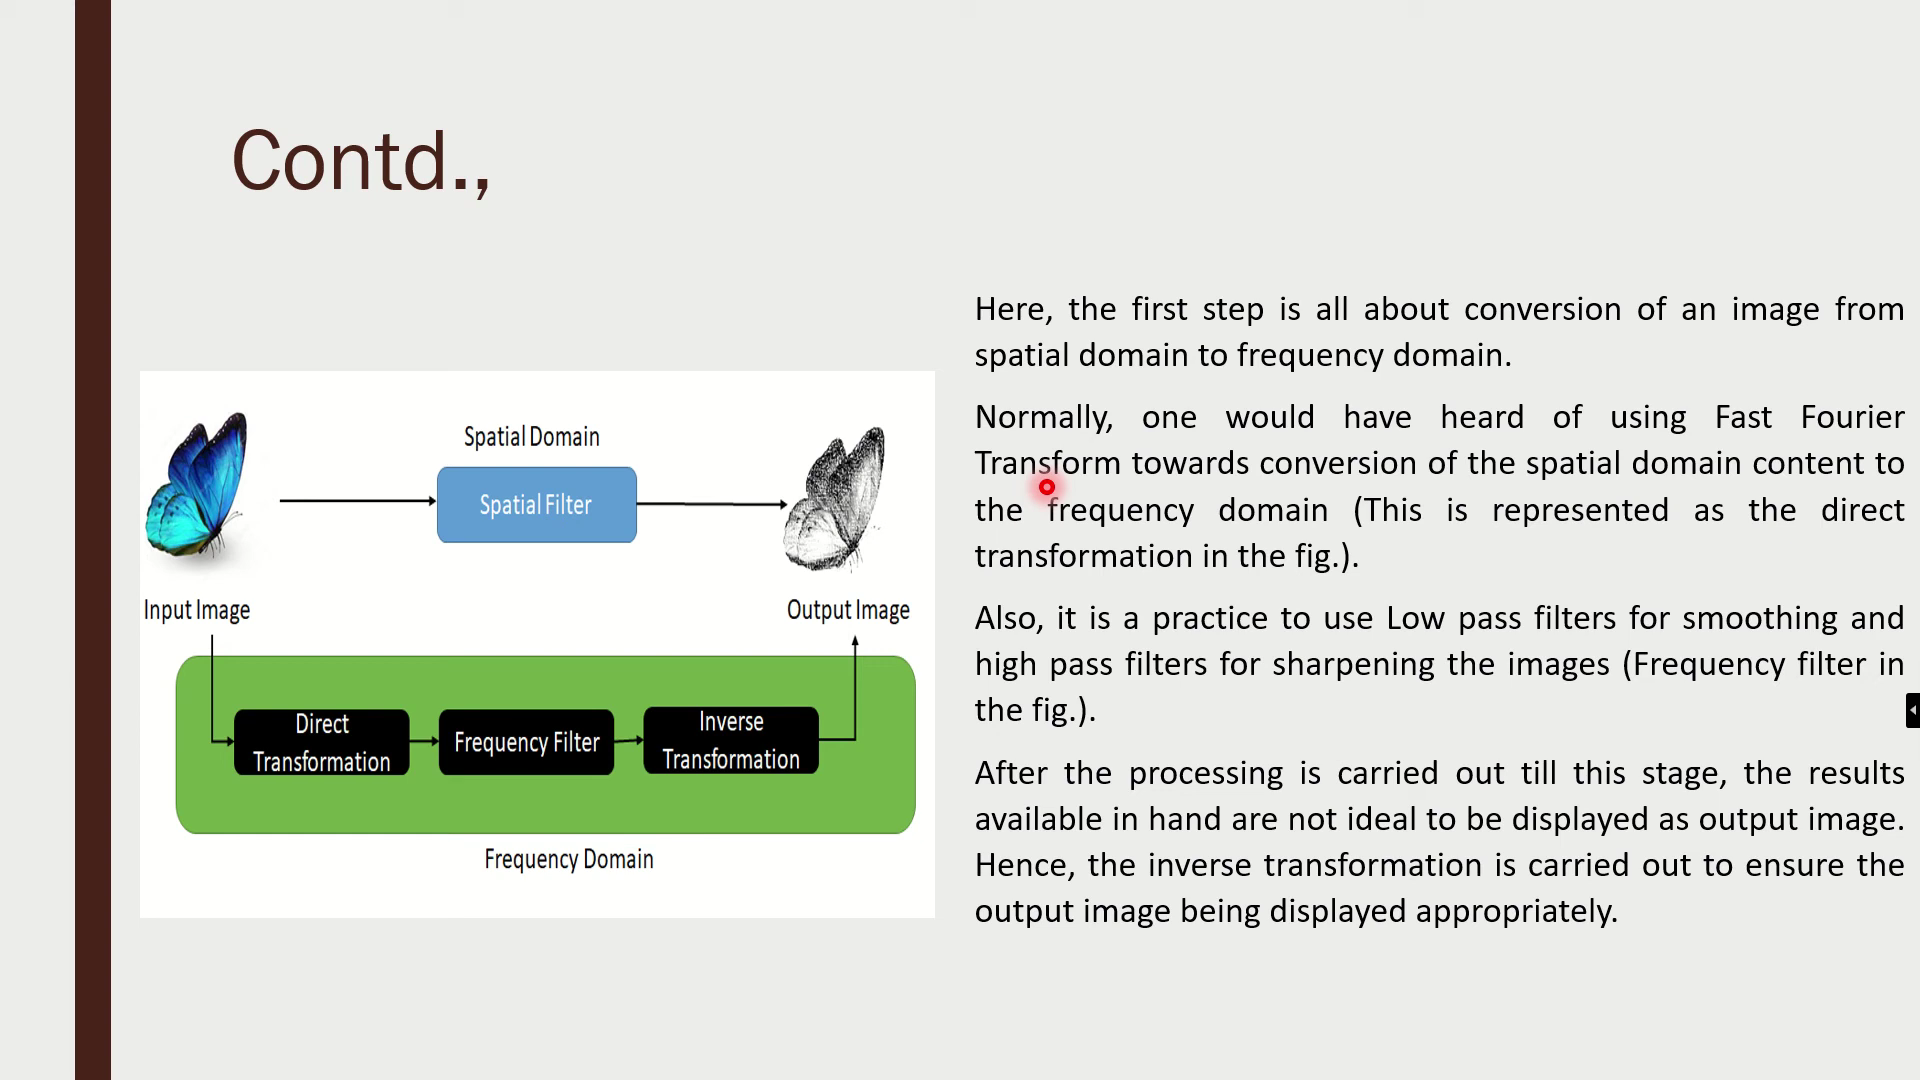 Contd.,
Here, the first step is all about conversion of an image from
spatial domain to frequency domain.
Normally, one would have heard of using Fast Fourier
Transform towards conversion of the spatial domain content to
the frequency domain (This is represented as the direct
transformation in the fig.).
Also, it is a practice to use Low pass filters for smoothing and
high pass filters for sharpening the images (Frequency filter in
the fig.).
After the processing is carried out till this stage, the results
available in hand are not ideal to be displayed as output image.
Hence, the inverse transformation is carried out to ensure the
output image being displayed appropriately.
Spatial Domain
Spatial Filter
Input Image
Output Image
Direct
Transformation
Frequency Filter
Inverse
Transformation
Frequency Domain